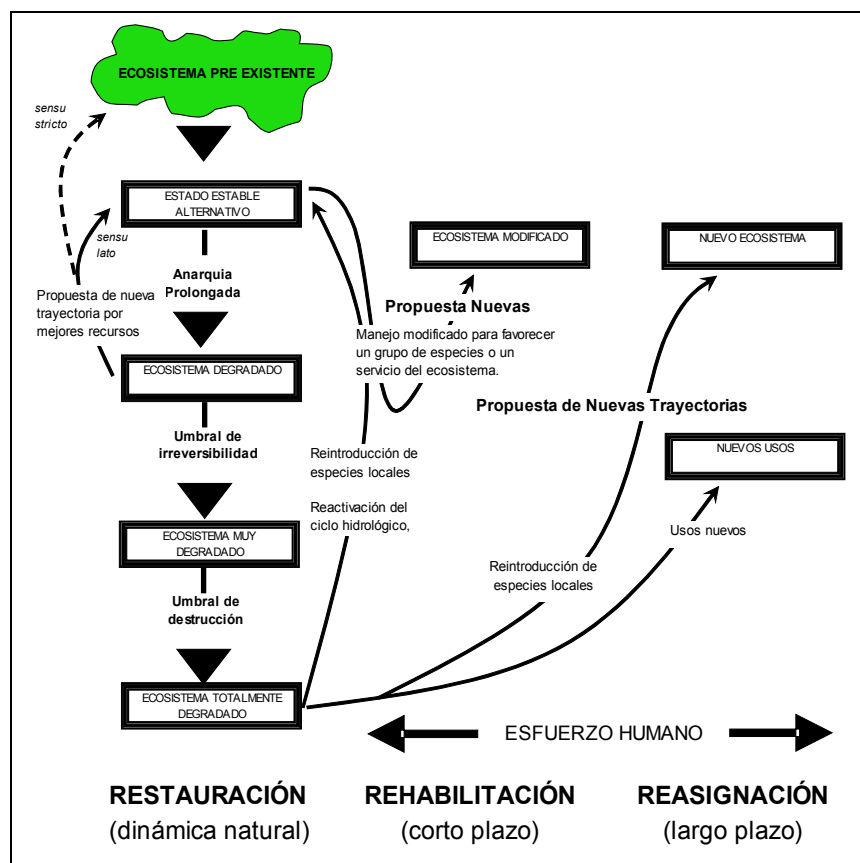 ECOSISTEMA PRE EXISTENTE
sensu
stricto
ESTADO ESTABLE
ALTERNATIVO
sensu
lato
Anarquia
Prolongada
Propuesta de nueva
trayectoria por
mejores recursos
ECOSISTEMA DEGRADADO
Umbral de
irreversibilidad
ECOSISTEMA MUY
DEGRADADO
Umbral de
destrucción
ECOSISTEMA TOTALMENTE
DEGRADADO
ECOSISTEMA MODIFICADO
Propuesta Nuevas
Manejo modificado para favorecer
un grupo de especies o un
servicio del ecosistema.
Reintroducción de
especies locales
Reactivación del
ciclo hidrológico,
NUEVO ECOSISTEMA
Propuesta de Nuevas Trayectorias
NUEVOS USOS
Usos nuevos
Reintroducción de
especies locales
ESFUERZO HUMANO
RESTAURACIÓN
(dinámica natural)
REHABILITACIÓN
(corto plazo)
REASIGNACIÓN
(largo plazo)